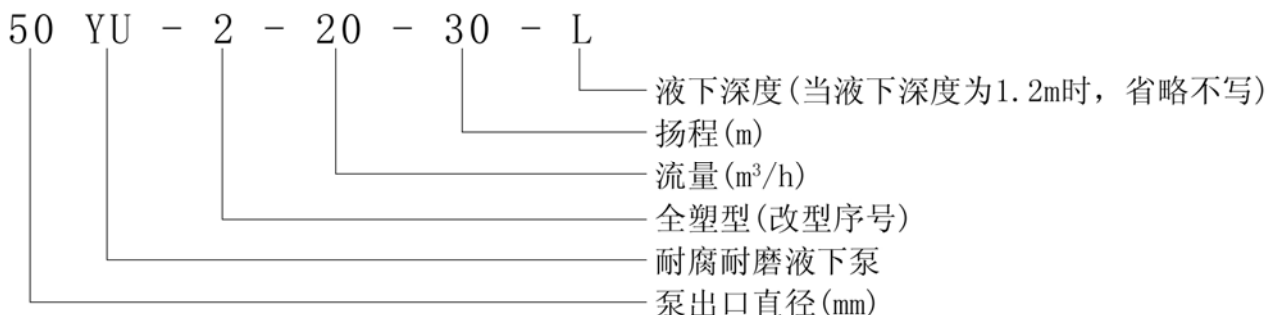 50 YU - 2 - 20 - 30 - L
液下深度(当液下深度为1.2m时，省略不写)
扬程(m)
流量(m³/h)
全塑型(改型序号)
耐腐耐磨液下泵
泵出口直径(mm)